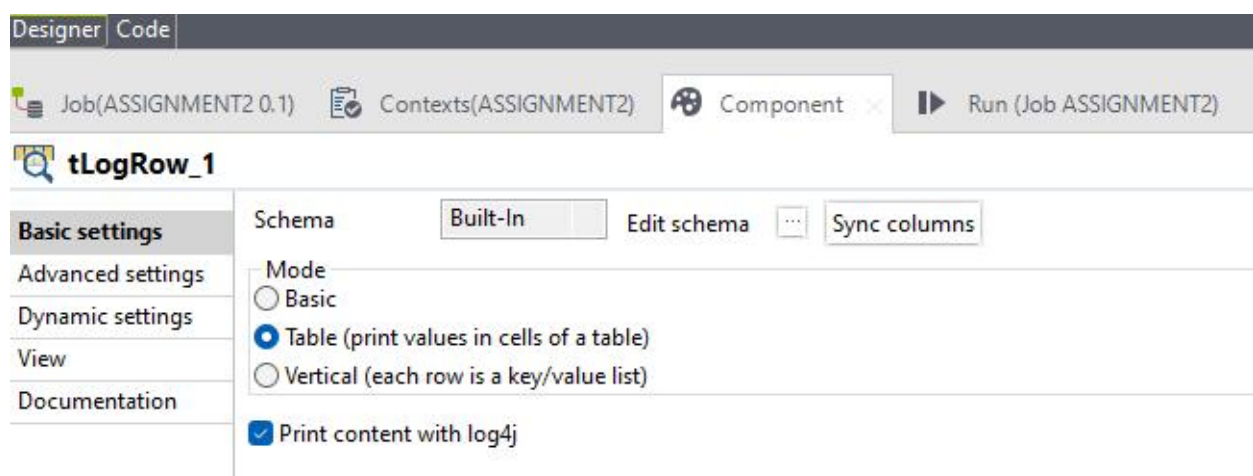 Designer Code
Job(ASSIGNMENT2 0.1) Contexts(ASSIGNMENT2) Component Run (Job ASSIGNMENT2)
tLogRow_1
Basic settings
Advanced settings
Dynamic settings
View
Documentation
Schema Built-In Edit schema ... Sync columns
Mode
Basic
Table (print values in cells of a table)
Vertical (each row is a key/value list)
Print content with log4j